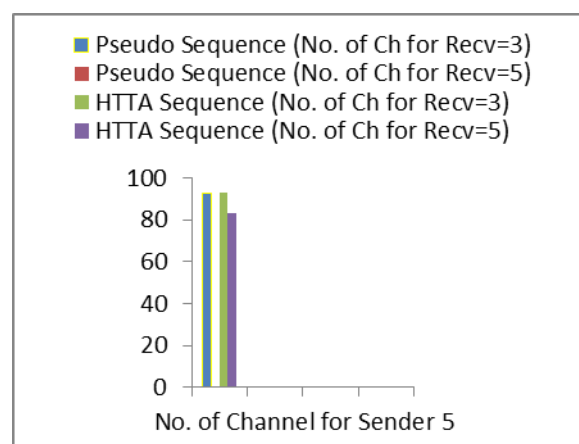 Pseudo Sequence (No. of Ch for Recv=3)
Pseudo Sequence (No. of Ch for Recv=5)
HTTA Sequence (No. of Ch for Recv=3)
HTTA Sequence (No. of Ch for Recv=5)
100
80
60
40
20
0
No. of Channel for Sender 5